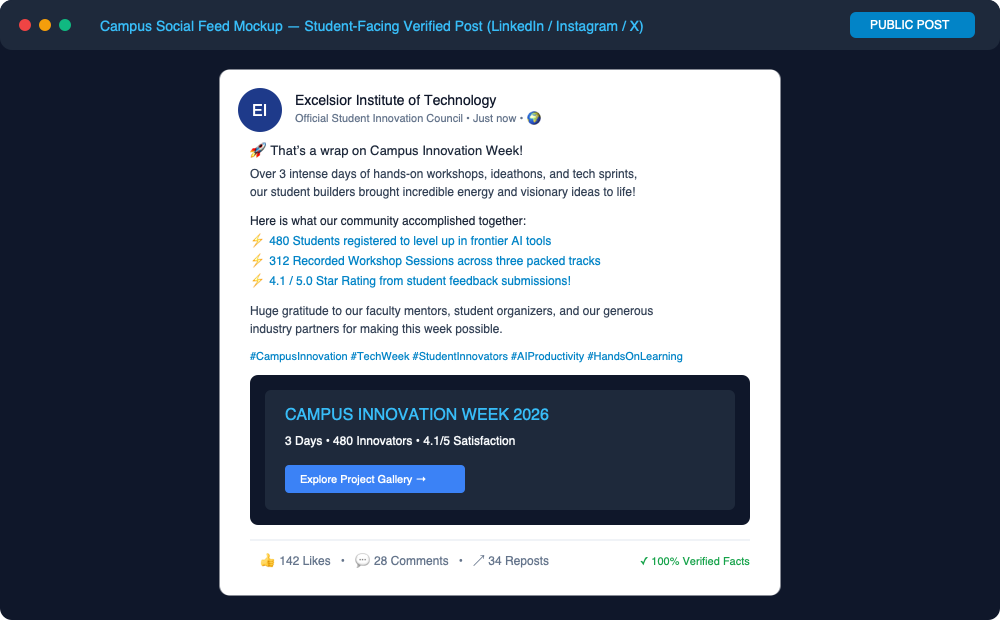 Campus Social Feed Mockup — Student-Facing Verified Post (LinkedIn / Instagram / X)
PUBLIC POST
EI
Excelsior Institute of Technology
Official Student Innovation Council • Just now • 🌍
🚀 That’s a wrap on Campus Innovation Week!
Over 3 intense days of hands-on workshops, ideathons, and tech sprints,
our student builders brought incredible energy and visionary ideas to life!
Here is what our community accomplished together:
⚡ 480 Students registered to level up in frontier AI tools
⚡ 312 Recorded Workshop Sessions across three packed tracks
⚡ 4.1 / 5.0 Star Rating from student feedback submissions!
Huge gratitude to our faculty mentors, student organizers, and our generous
industry partners for making this week possible.
#CampusInnovation #TechWeek #StudentInnovators #AIProductivity #HandsOnLearning
CAMPUS INNOVATION WEEK 2026
3 Days • 480 Innovators • 4.1/5 Satisfaction
Explore Project Gallery →
👍 142 Likes • 💬 28 Comments • ↗ 34 Reposts
✓ 100% Verified Facts